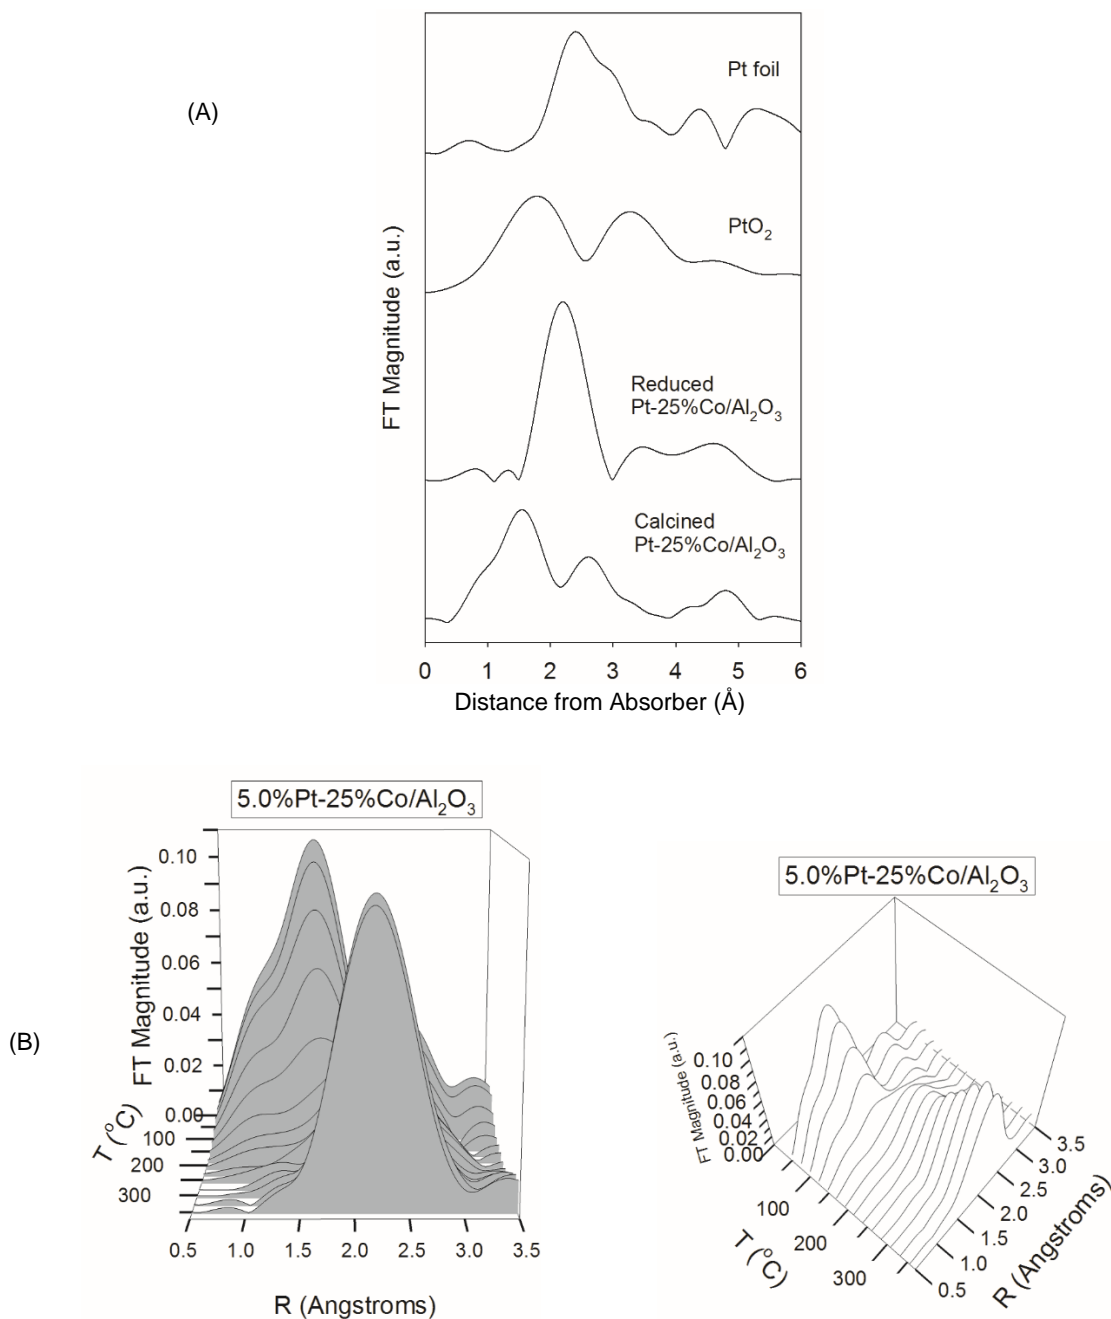 (A)
Pt foil
PtO₂
Reduced
Pt-25%Co/Al₂O₃
Calcined
Pt-25%Co/Al₂O₃
FT Magnitude (a.u.)
0 1 2 3 4 5 6
Distance from Absorber (Å)
(B)
5.0%Pt-25%Co/Al₂O₃
FT Magnitude (a.u.)
0.10
0.08
0.06
0.04
0.02
0.00
T (°C)
100
200
300
0.5 1.0 1.5 2.0 2.5 3.0 3.5
R (Angstroms)
5.0%Pt-25%Co/Al₂O₃
FT Magnitude (a.u.)
0.10
0.08
0.06
0.04
0.02
0.00
100
200
300
T (°C)
3.5
3.0
2.5
2.0
1.5
1.0
0.5
R (Angstroms)